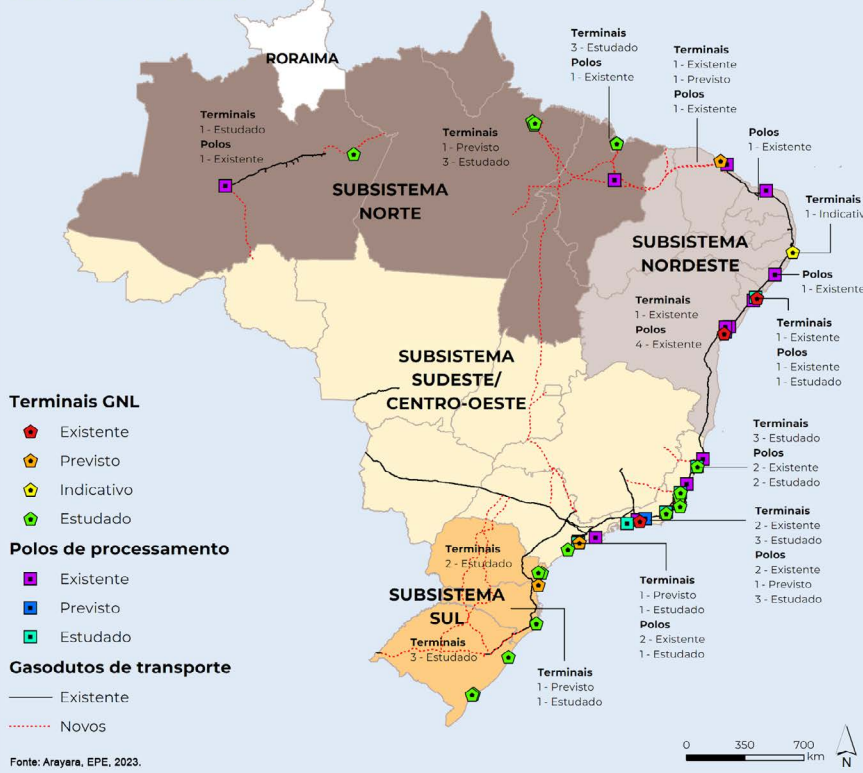 RORAIMA
Terminais
1 - Estudado
Polos
1 - Existente
Terminais
1 - Previsto
3 - Estudado
Terminais
3 - Estudado
Polos
1 - Existente
Terminais
1 - Existente
1 - Previsto
Polos
1 - Existente
Polos
1 - Existente
Terminais
1 - Indicativo
SUBSISTEMA
NORTE
SUBSISTEMA
NORDESTE
Polos
1 - Existente
Terminais
1 - Existente
Polos
4 - Existente
Terminais
1 - Existente
Polos
1 - Existente
1 - Estudado
SUBSISTEMA
SUDESTE/
CENTRO-OESTE
Terminais
3 - Estudado
Polos
2 - Existente
2 - Estudado
Terminais
2 - Existente
3 - Estudado
Polos
2 - Existente
1 - Previsto
3 - Estudado
Terminais
1 - Previsto
1 - Estudado
Polos
2 - Existente
1 - Estudado
Terminais
2 - Estudado
SUBSISTEMA
SUL
Terminais
3 - Estudado
Terminais
1 - Previsto
1 - Estudado
Terminais GNL
Existente
Previsto
Indicativo
Estudado
Polos de processamento
Existente
Previsto
Estudado
Gasodutos de transporte
Existente
Novos
Fonte: Arayara, EPE, 2023.
0 350 700
km
N